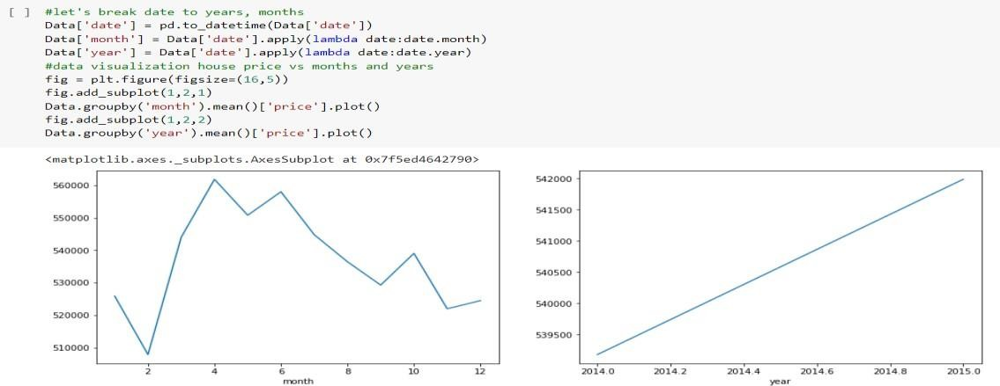 [ ] #let's break date to years, months
Data['date'] = pd.to_datetime(Data['date'])
Data['month'] = Data['date'].apply(lambda date:date.month)
Data['year'] = Data['date'].apply(lambda date:date.year)
#data visualization house price vs months and years
fig = plt.figure(figsize=(16,5))
fig.add_subplot(1,2,1)
Data.groupby('month').mean()['price'].plot()
fig.add_subplot(1,2,2)
Data.groupby('year').mean()['price'].plot()
<matplotlib.axes._subplots.AxesSubplot at 0x7f5ed4642790>
560000
550000
540000
530000
520000
510000
2 4 6 8 10 12
month
542000
541500
541000
540500
540000
539500
2014.0 2014.2 2014.4 2014.6 2014.8 2015.0
year